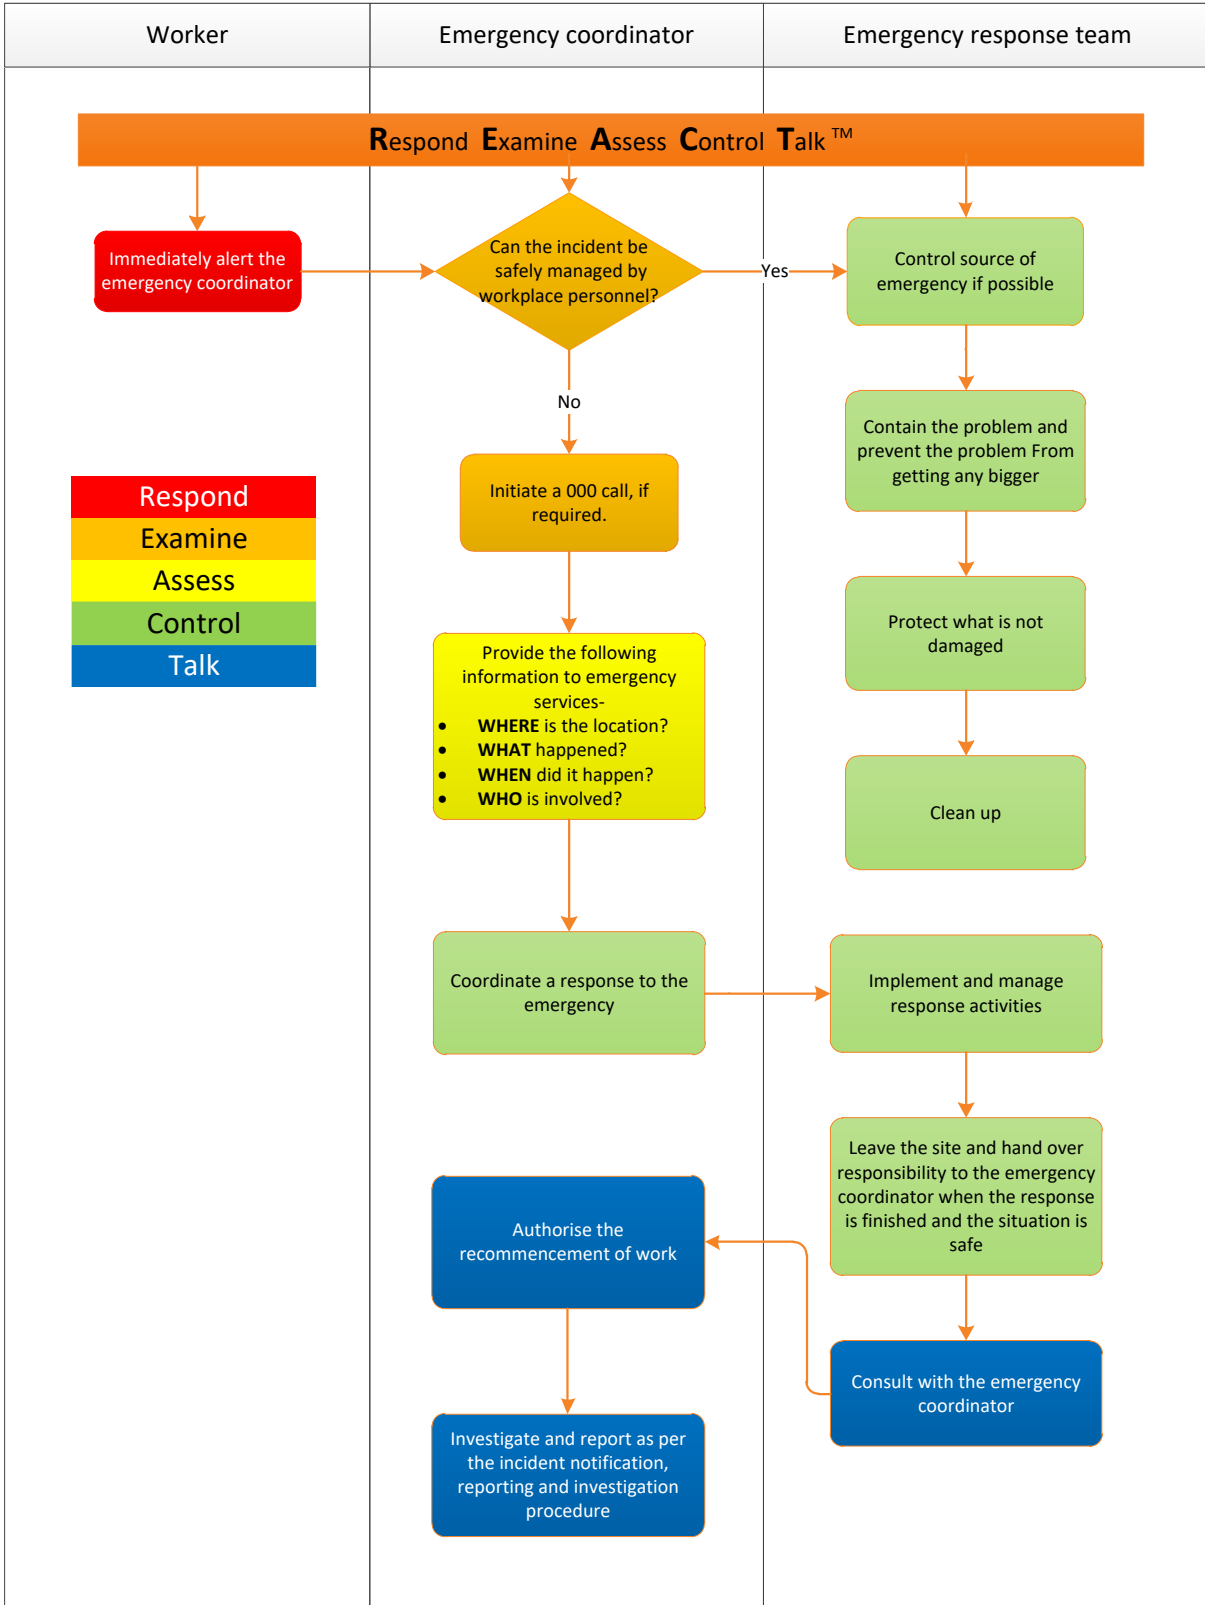 Worker
Emergency coordinator
Emergency response team
Respond Examine Assess Control Talk™
Immediately alert the
emergency coordinator
Can the incident be
safely managed by
workplace personnel?
Yes
Control source of
emergency if possible
No
Contain the problem and
prevent the problem From
getting any bigger
Initiate a 000 call, if
required.
Respond
Examine
Assess
Control
Talk
Protect what is not
damaged
Provide the following
information to emergency
services-
• WHERE is the location?
• WHAT happened?
• WHEN did it happen?
• WHO is involved?
Clean up
Coordinate a response to the
emergency
Implement and manage
response activities
Leave the site and hand over
responsibility to the emergency
coordinator when the response
is finished and the situation is
safe
Authorise the
recommencement of work
Consult with the emergency
coordinator
Investigate and report as per
the incident notification,
reporting and investigation
procedure